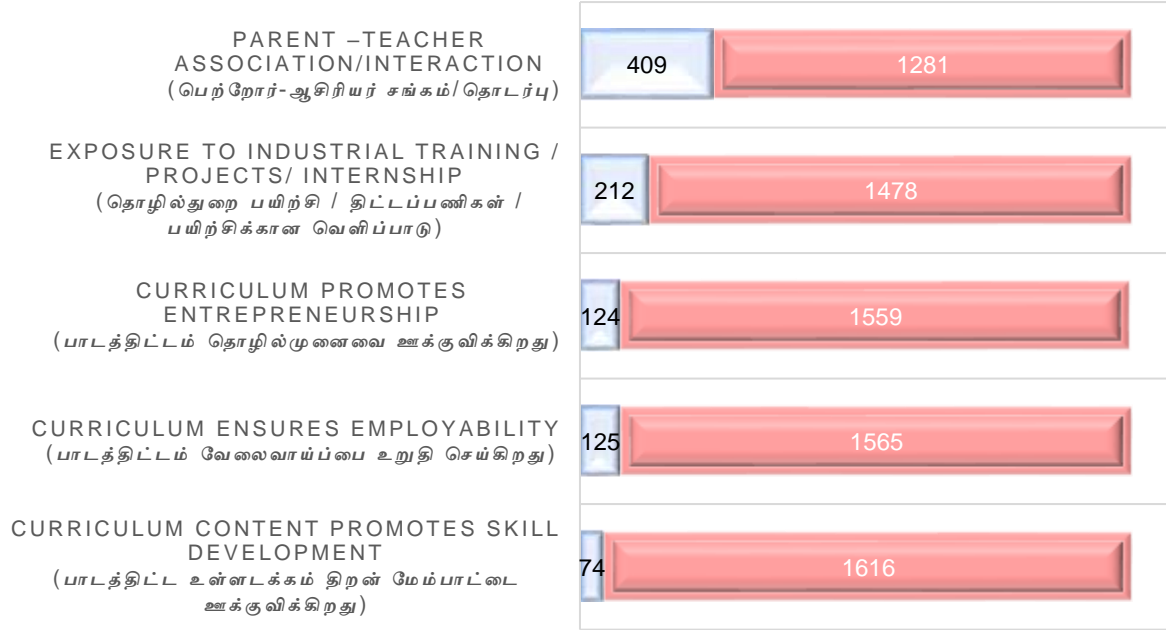 PARENT –TEACHER
ASSOCIATION/INTERACTION
(பெற்றோர்-ஆசிரியர் சங்கம்/தொடர்பு)
409 1281
EXPOSURE TO INDUSTRIAL TRAINING /
PROJECTS/ INTERNSHIP
(தொழில்துறை பயிற்சி / திட்டப்பணிகள் /
பயிற்சிக்கான வெளிப்பாடு)
212 1478
CURRICULUM PROMOTES
ENTREPRENEURSHIP
(பாடத்திட்டம் தொழில்முனைவை ஊக்குவிக்கிறது)
124 1559
CURRICULUM ENSURES EMPLOYABILITY
(பாடத்திட்டம் வேலைவாய்ப்பை உறுதி செய்கிறது)
125 1565
CURRICULUM CONTENT PROMOTES SKILL
DEVELOPMENT
(பாடத்திட்ட உள்ளடக்கம் திறன் மேம்பாட்டை
ஊக்குவிக்கிறது)
74 1616